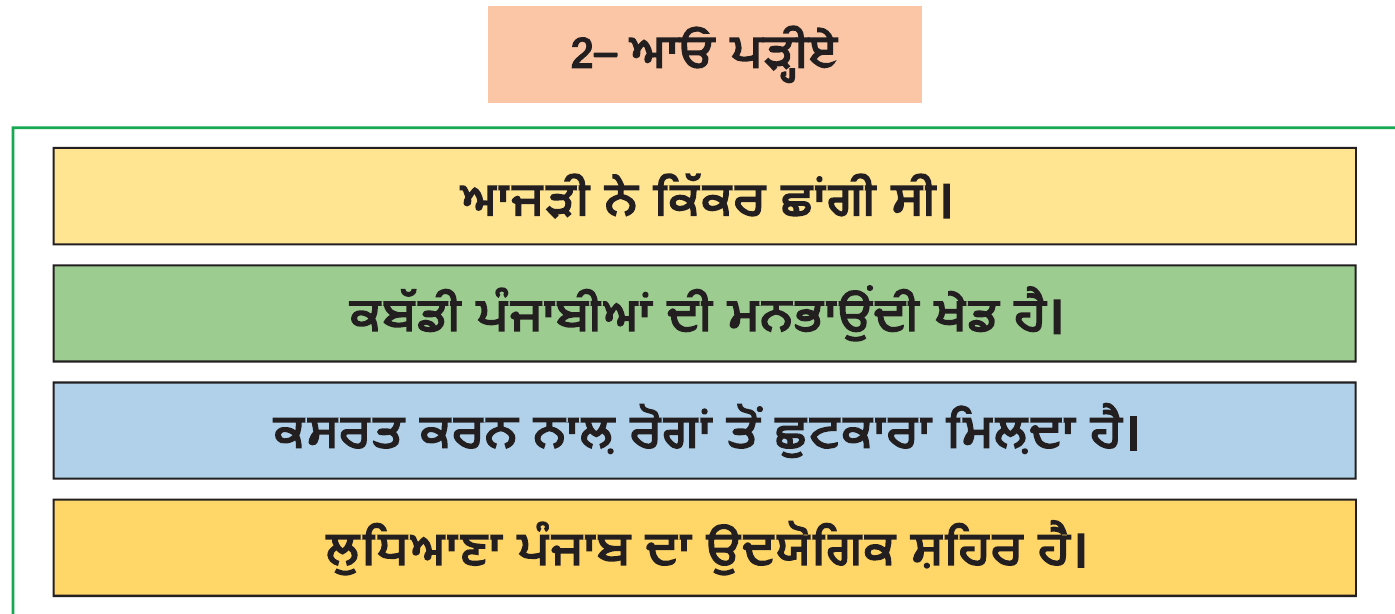 2– ਆਓ ਪੜ੍ਹੀਏ
ਆਜੜੀ ਨੇ ਕਿੱਕਰ ਛਾਂਗੀ ਸੀ।
ਕਬੱਡੀ ਪੰਜਾਬੀਆਂ ਦੀ ਮਨਭਾਉਂਦੀ ਖੇਡ ਹੈ।
ਕਸਰਤ ਕਰਨ ਨਾਲ਼ ਰੋਗਾਂ ਤੋਂ ਛੁਟਕਾਰਾ ਮਿਲ਼ਦਾ ਹੈ।
ਲੁਧਿਆਣਾ ਪੰਜਾਬ ਦਾ ਉਦਯੋਗਿਕ ਸ਼ਹਿਰ ਹੈ।